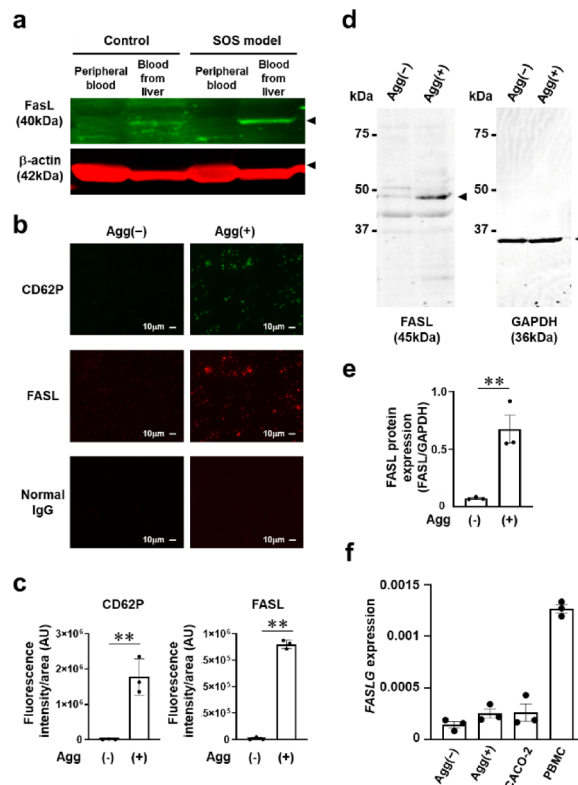 a
Control
SOS model
Peripheral blood
Blood from liver
Peripheral blood
Blood from liver
FasL
(40kDa)
β-actin
(42kDa)
b
Agg(−)
Agg(+)
CD62P
10μm
10μm
FASL
10μm
10μm
Normal
IgG
10μm
10μm
c
CD62P
Fluorescence
intensity/area (AU)
3×10⁶
2×10⁶
1×10⁶
0
**
Agg
(-)
(+)
FASL
Fluorescence
intensity/area (AU)
1×10⁶
5×10⁵
5×10⁵
5×10⁵
0
**
Agg
(-)
(+)
d
kDa
Agg(−)
Agg(+)
75
50
37
FASL
(45kDa)
kDa
Agg(−)
Agg(+)
75
50
37
GAPDH
(36kDa)
e
FASL protein
expression
(FASL/GAPDH)
1.0
0.5
0
**
Agg
(-)
(+)
f
FASLG expression
0.0015
0.001
0.0005
0
Agg(−)
Agg(+)
CACO-2
PBMC